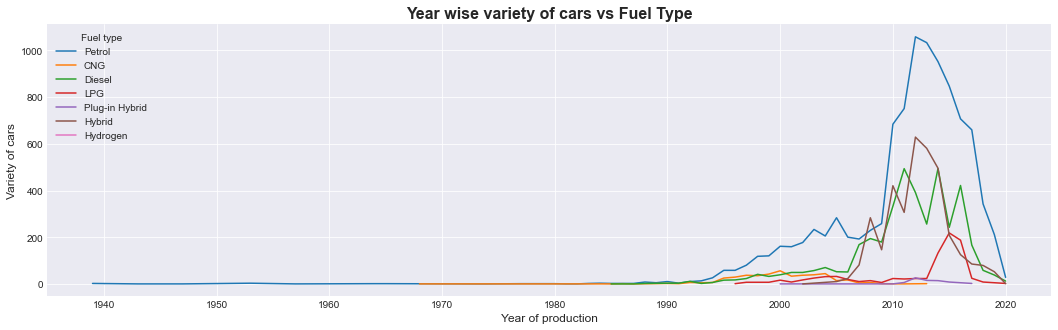 Year wise variety of cars vs Fuel Type
Fuel type
Petrol
CNG
Diesel
LPG
Plug-in Hybrid
Hybrid
Hydrogen
Variety of cars
1000
800
600
400
200
0
1940 1950 1960 1970 1980 1990 2000 2010 2020
Year of production